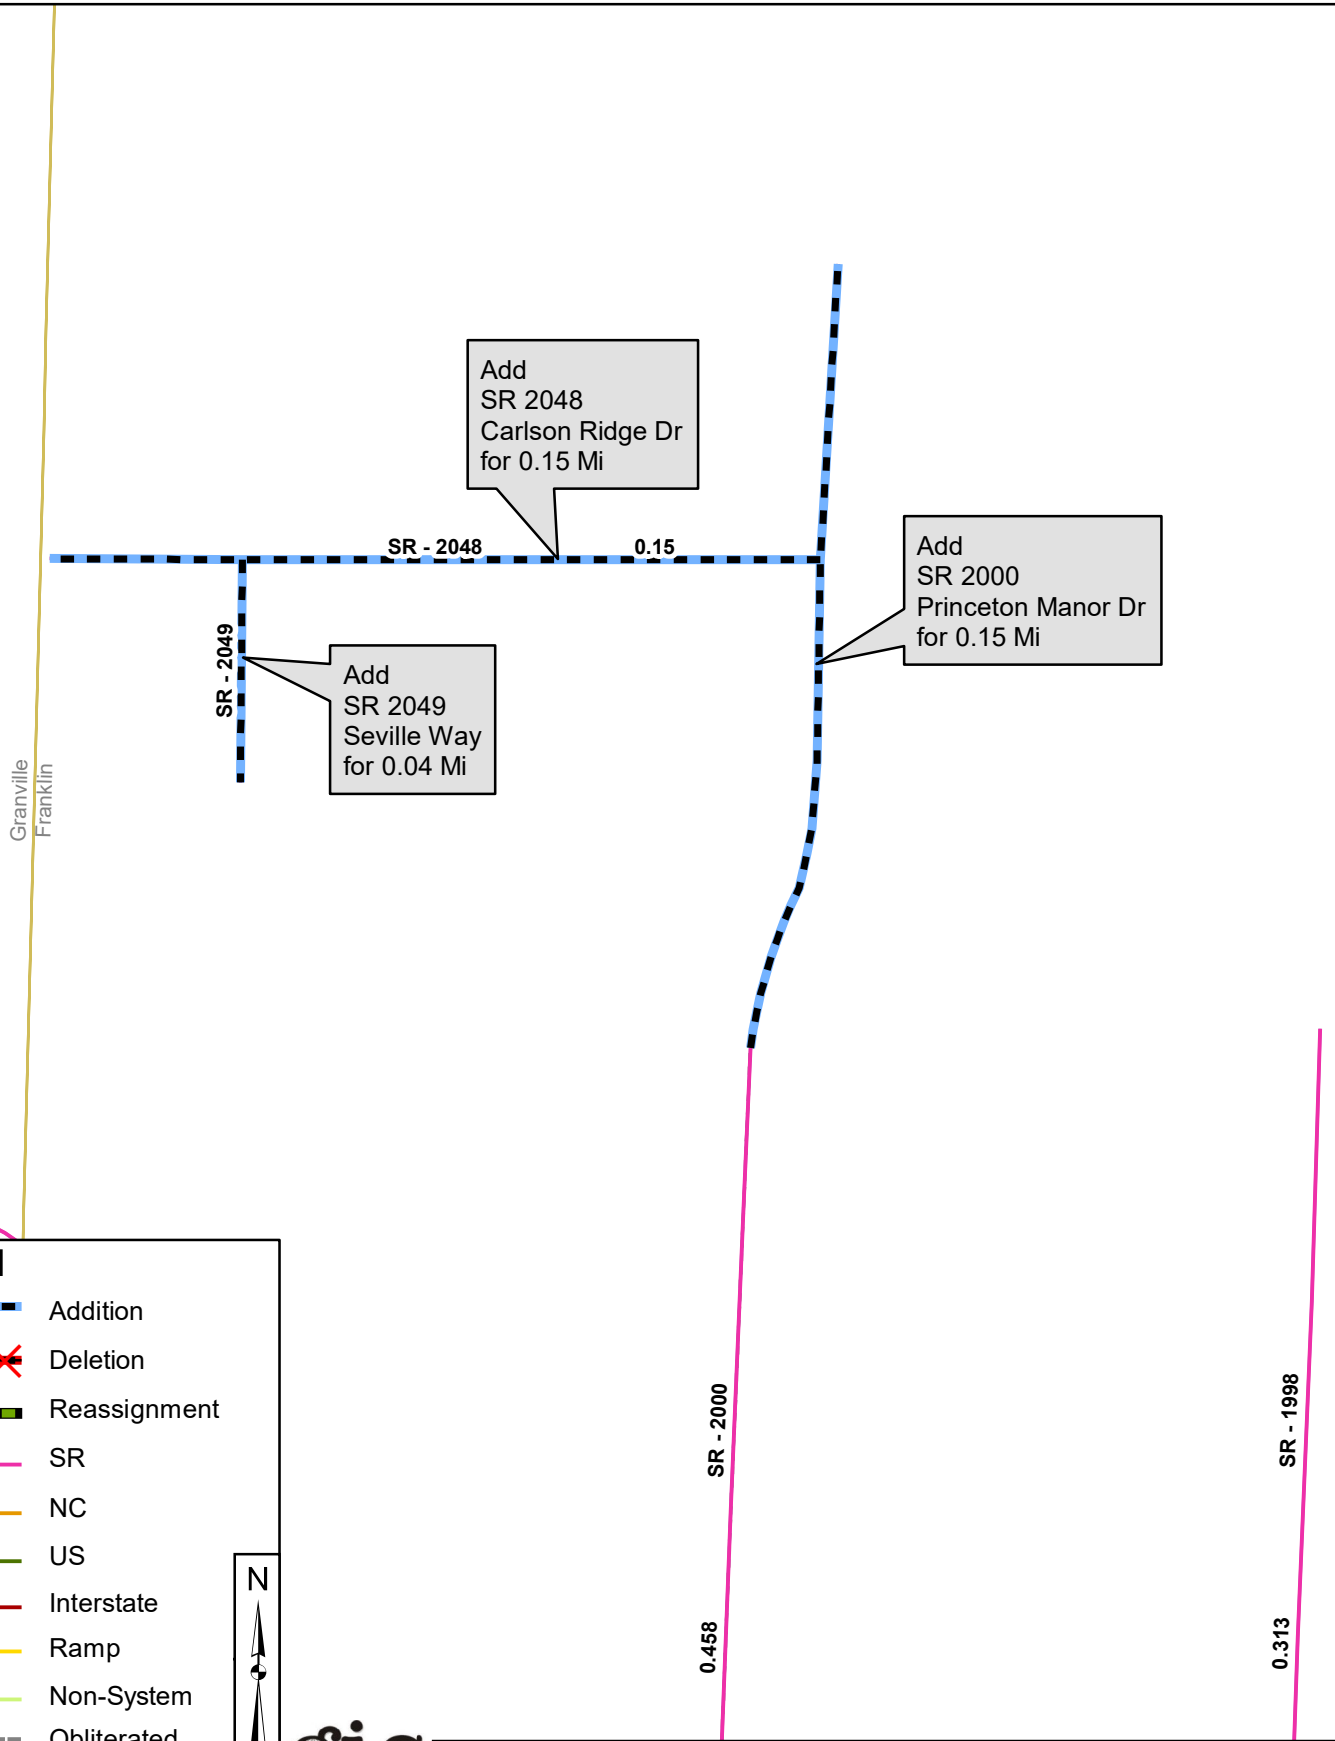 Add
SR 2048
Carlson Ridge Dr
for 0.15 Mi
SR - 2048
0.15
Add
SR 2000
Princeton Manor Dr
for 0.15 Mi
SR - 2049
Add
SR 2049
Seville Way
for 0.04 Mi
Granville
Franklin
Addition
Deletion
Reassignment
SR
NC
US
Interstate
Ramp
Non-System
Obliterated
N
SR - 2000
0.458
SR - 1998
0.313